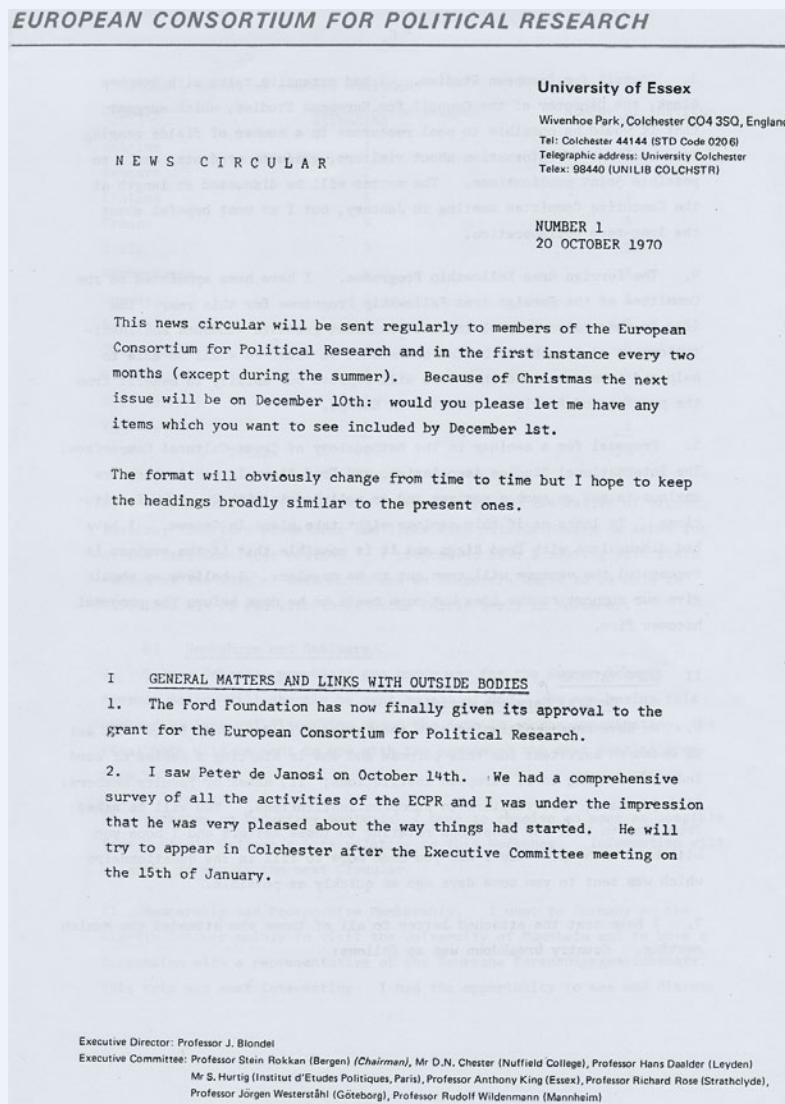 EUROPEAN CONSORTIUM FOR POLITICAL RESEARCH
University of Essex
Wivenhoe Park, Colchester CO4 3SQ, England
Tel: Colchester 44144 (STD Code 020 6)
Telegraphic address: University Colchester
Telex: 98440 (UNILIB COLCHSTR)
NEWS CIRCULAR
NUMBER 1
20 OCTOBER 1970
This news circular will be sent regularly to members of the European
Consortium for Political Research and in the first instance every two
months (except during the summer). Because of Christmas the next
issue will be on December 10th: would you please let me have any
items which you want to see included by December 1st.
The format will obviously change from time to time but I hope to keep
the headings broadly similar to the present ones.
I GENERAL MATTERS AND LINKS WITH OUTSIDE BODIES
1. The Ford Foundation has now finally given its approval to the
grant for the European Consortium for Political Research.
2. I saw Peter de Janosi on October 14th. We had a comprehensive
survey of all the activities of the ECPR and I was under the impression
that he was very pleased about the way things had started. He will
try to appear in Colchester after the Executive Committee meeting on
the 15th of January.
Executive Director: Professor J. Blondel
Executive Committee: Professor Stein Rokkan (Bergen) (Chairman), Mr D.N. Chester (Nuffield College), Professor Hans Daalder (Leyden)
Mr S. Hurtig (Institut d'Etudes Politiques, Paris), Professor Anthony King (Essex), Professor Richard Rose (Strathclyde),
Professor Jörgen Westerståhl (Göteborg), Professor Rudolf Wildenmann (Mannheim)